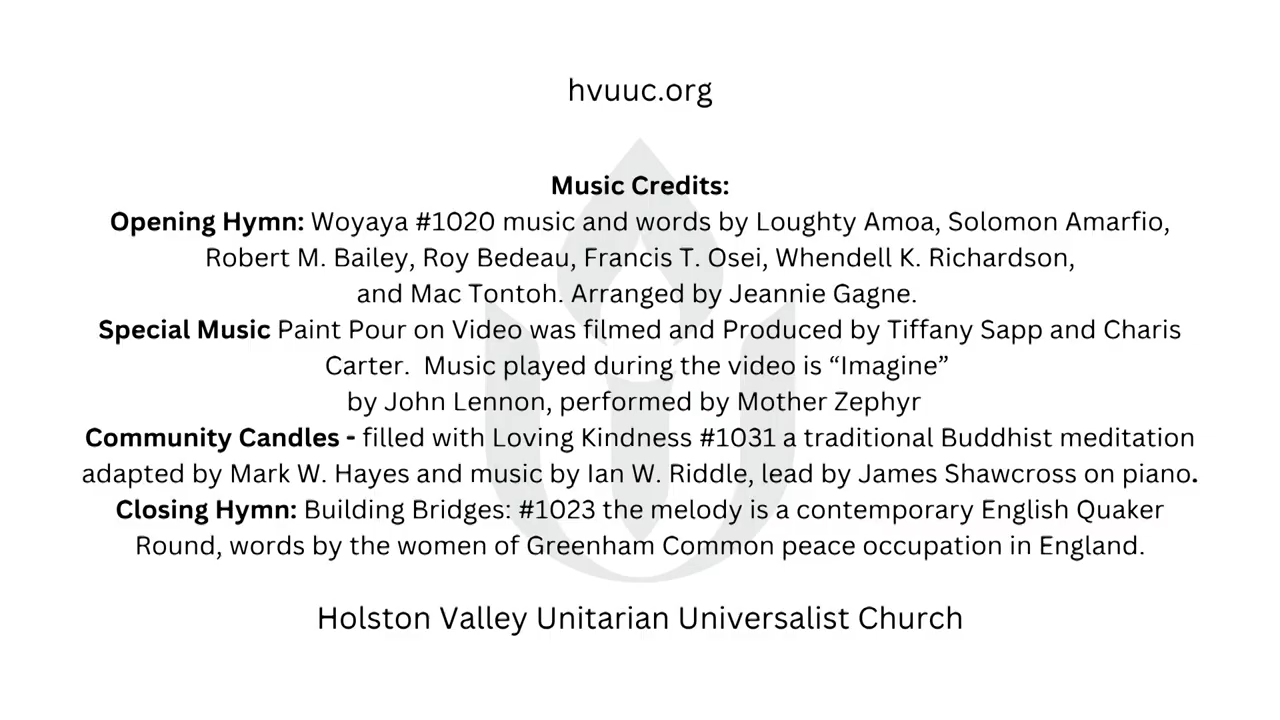 hvuuc.org
Music Credits:
Opening Hymn: Woyaya #1020 music and words by Loughty Amoa, Solomon Amarfio,
Robert M. Bailey, Roy Bedeau, Francis T. Osei, Whendell K. Richardson,
and Mac Tontoh. Arranged by Jeannie Gagne.
Special Music Paint Pour on Video was filmed and Produced by Tiffany Sapp and Charis
Carter.  Music played during the video is “Imagine”
by John Lennon, performed by Mother Zephyr
Community Candles - filled with Loving Kindness #1031 a traditional Buddhist meditation
adapted by Mark W. Hayes and music by Ian W. Riddle, lead by James Shawcross on piano.
Closing Hymn: Building Bridges: #1023 the melody is a contemporary English Quaker
Round, words by the women of Greenham Common peace occupation in England.
Holston Valley Unitarian Universalist Church